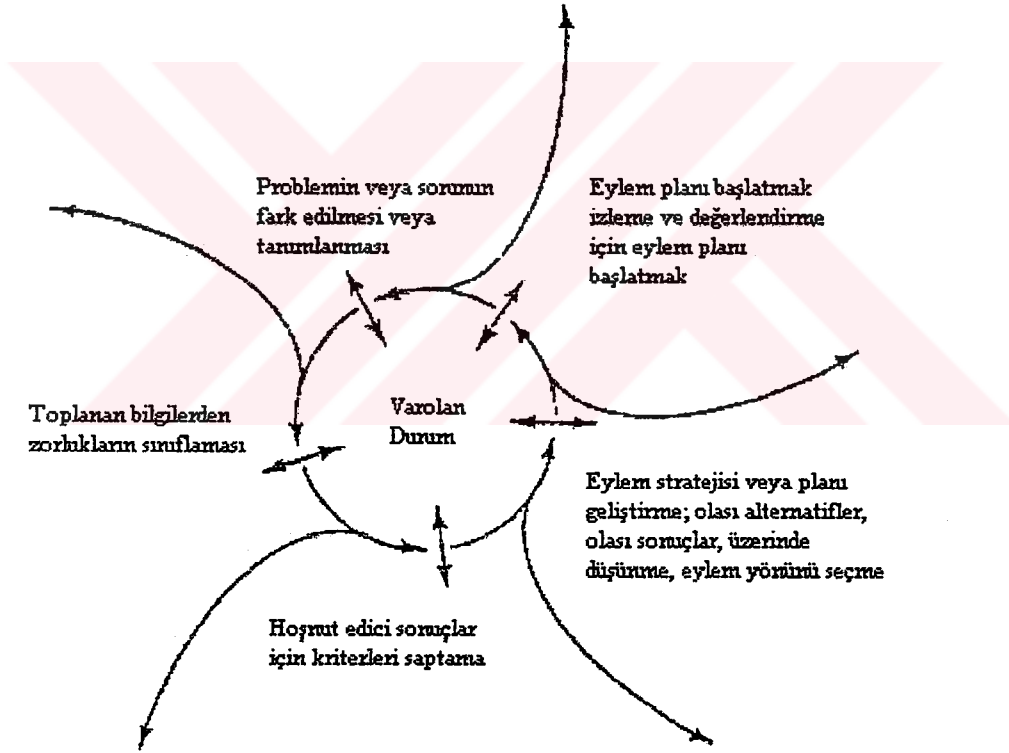 Problemin veya sorunun
fark edilmesi veya
tanımlanması
Eylem planı başlatmak
izleme ve değerlendirme
için eylem planı
başlatmak
Toplanan bilgilerden
zorlukların sınıflaması
Varolan
Durum
Eylem stratejisi veya planı
geliştirme; olası alternatifler,
olası sonuçlar, üzerinde
düşünme, eylem yönünü seçme
Hoşnut edici sonuçlar
için kriterleri saptama